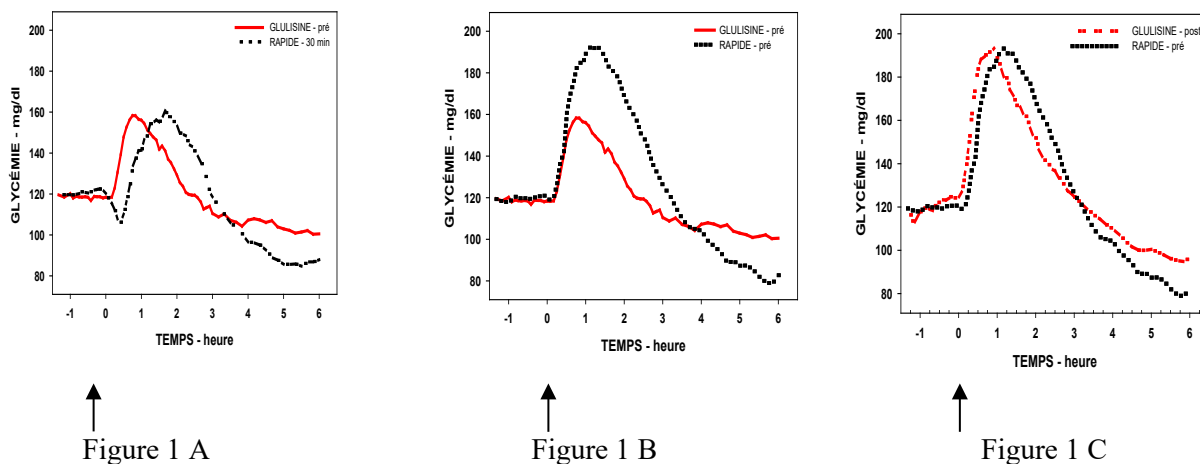 GLULISINE - pré
RAPIDE - 30 min
GLYCÉMIE - mg/dl
200
180
160
140
120
100
80
-1 0 1 2 3 4 5 6
TEMPS - heure
Figure 1 A
GLULISINE - pré
RAPIDE - pré
GLYCÉMIE - mg/dl
200
180
160
140
120
100
80
-1 0 1 2 3 4 5 6
TEMPS - heure
Figure 1 B
GLULISINE - post
RAPIDE - pré
GLYCÉMIE - mg/dl
200
180
160
140
120
100
80
-1 0 1 2 3 4 5 6
TEMPS - heure
Figure 1 C